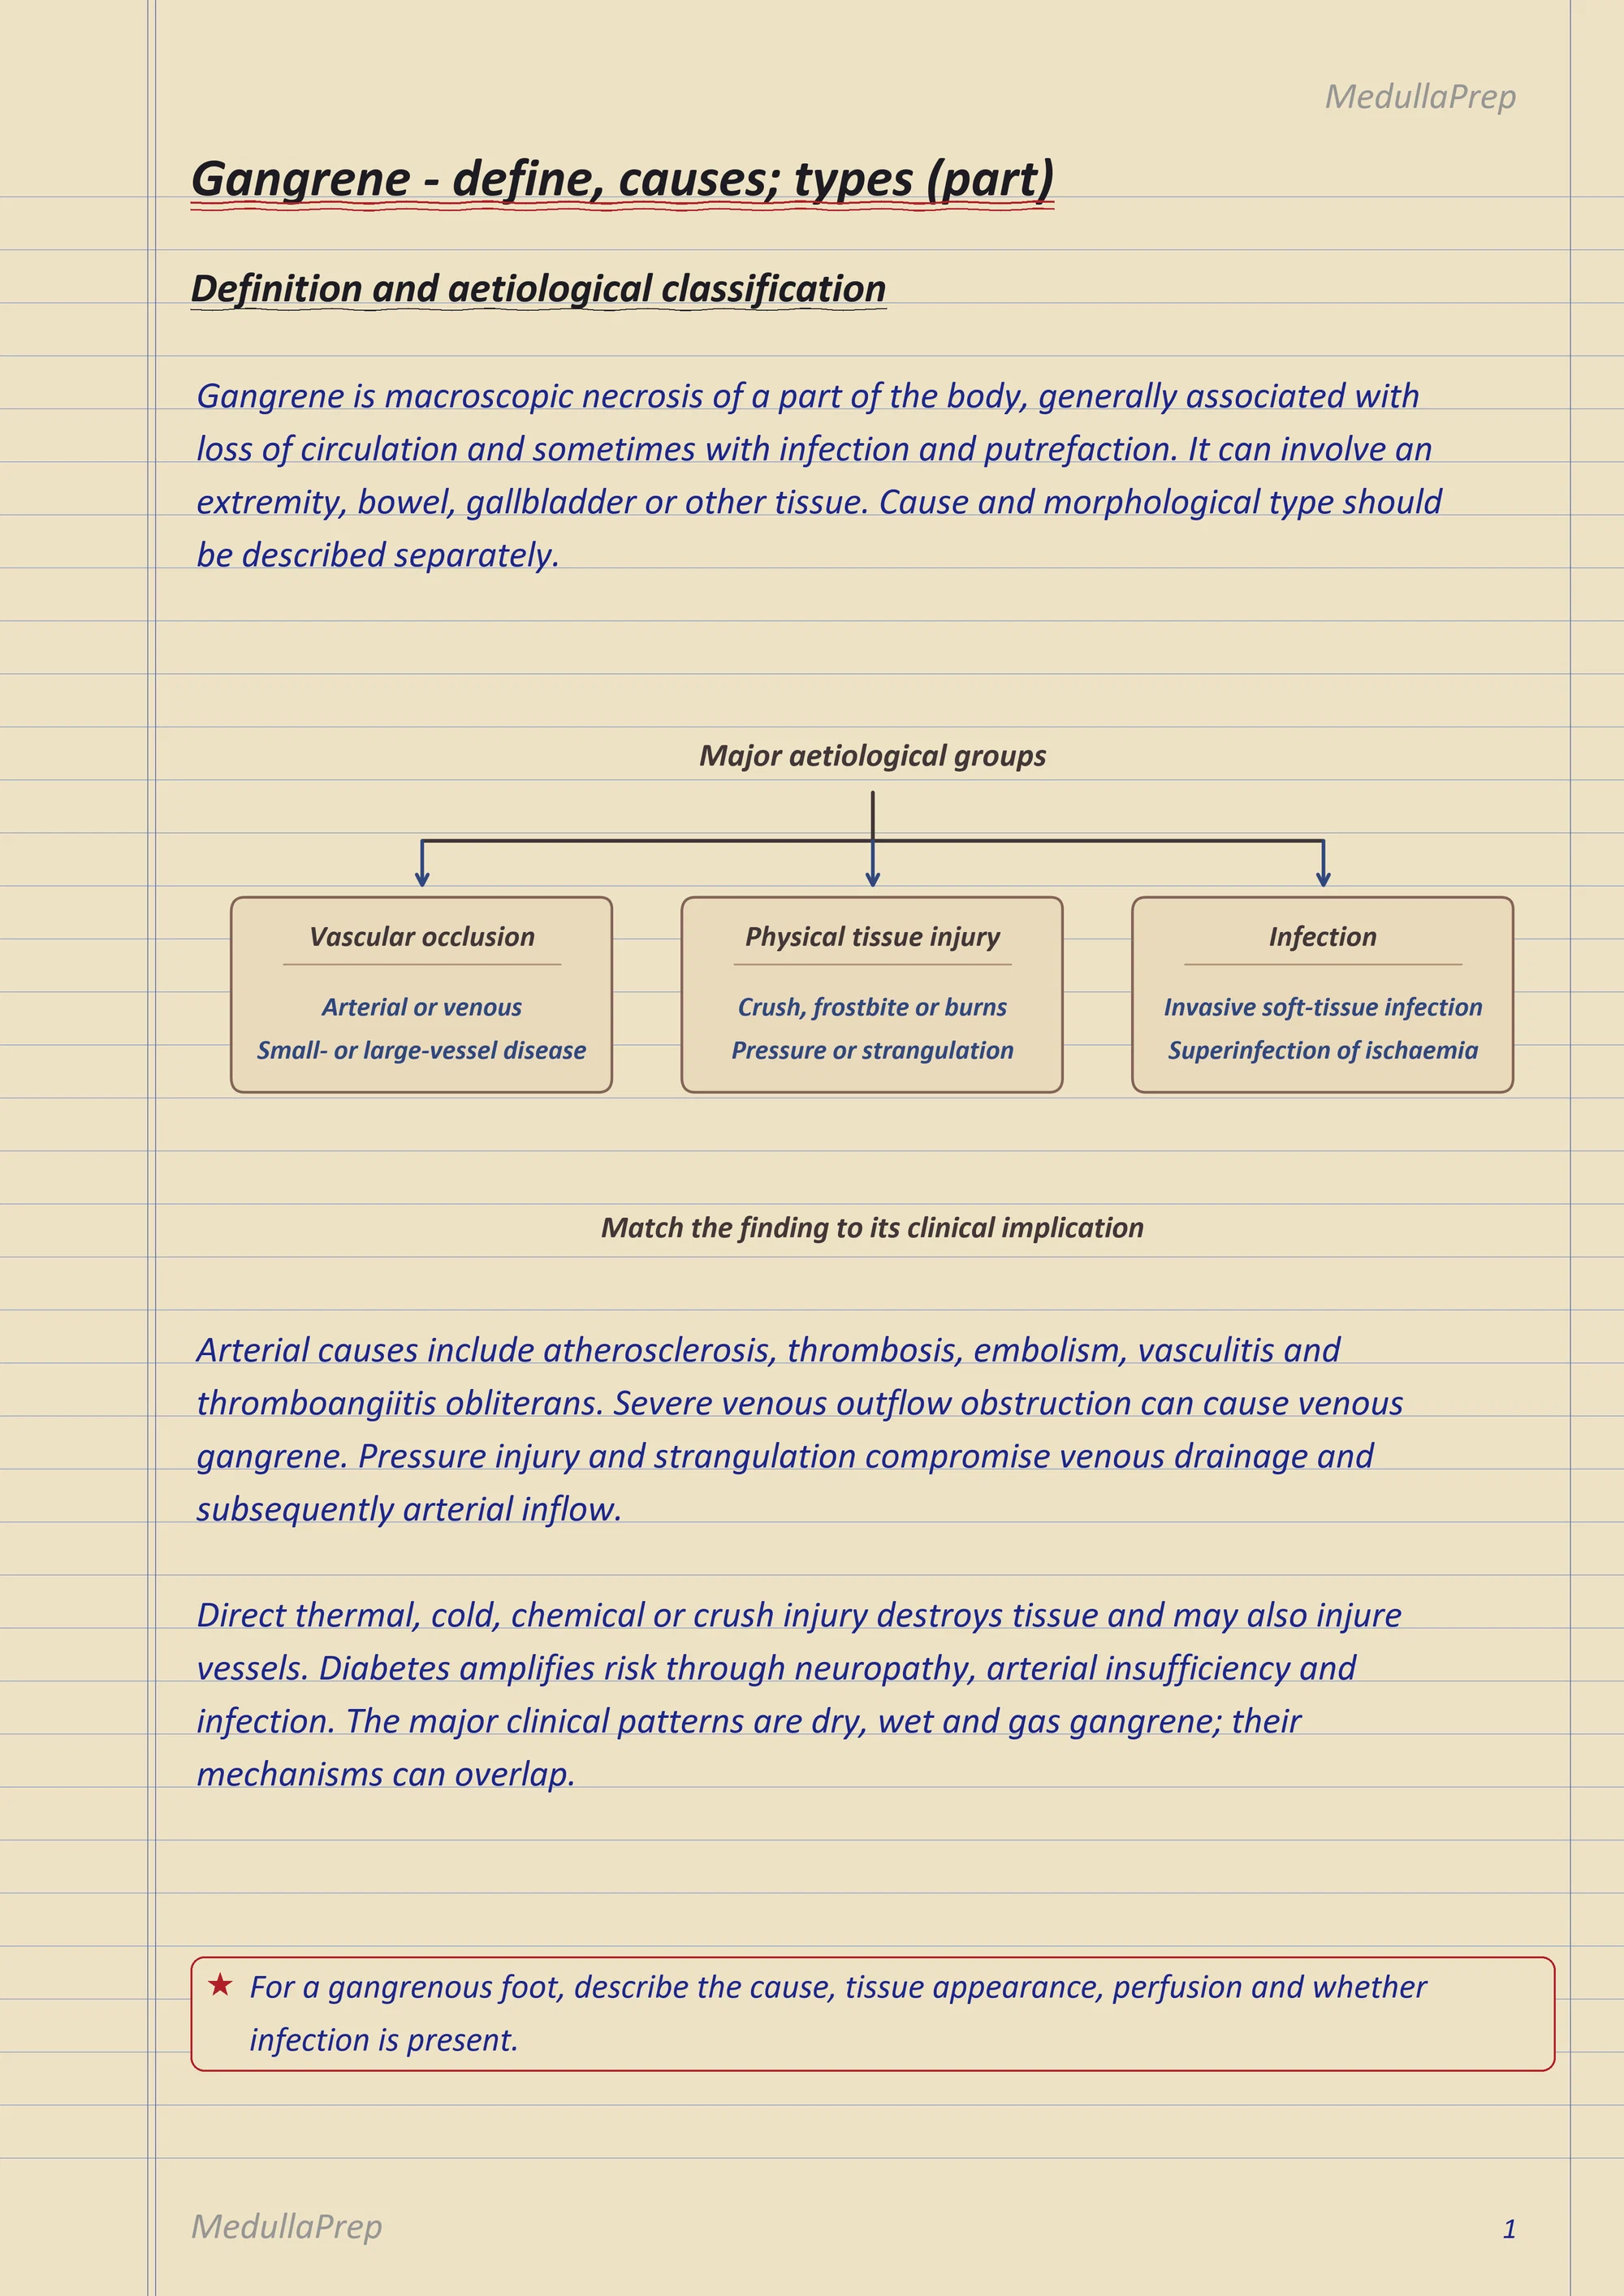 MedullaPrep
Gangrene - define, causes; types (part)
Definition and aetiological classification
Gangrene is macroscopic necrosis of a part of the body, generally associated with
loss of circulation and sometimes with infection and putrefaction. It can involve an
extremity, bowel, gallbladder or other tissue. Cause and morphological type should
be described separately.
Major aetiological groups
Vascular occlusion
Arterial or venous
Small- or large-vessel disease
Physical tissue injury
Crush, frostbite or burns
Pressure or strangulation
Infection
Invasive soft-tissue infection
Superinfection of ischaemia
Match the finding to its clinical implication
Arterial causes include atherosclerosis, thrombosis, embolism, vasculitis and
thromboangiitis obliterans. Severe venous outflow obstruction can cause venous
gangrene. Pressure injury and strangulation compromise venous drainage and
subsequently arterial inflow.
Direct thermal, cold, chemical or crush injury destroys tissue and may also injure
vessels. Diabetes amplifies risk through neuropathy, arterial insufficiency and
infection. The major clinical patterns are dry, wet and gas gangrene; their
mechanisms can overlap.
★ For a gangrenous foot, describe the cause, tissue appearance, perfusion and whether
infection is present.
MedullaPrep
1